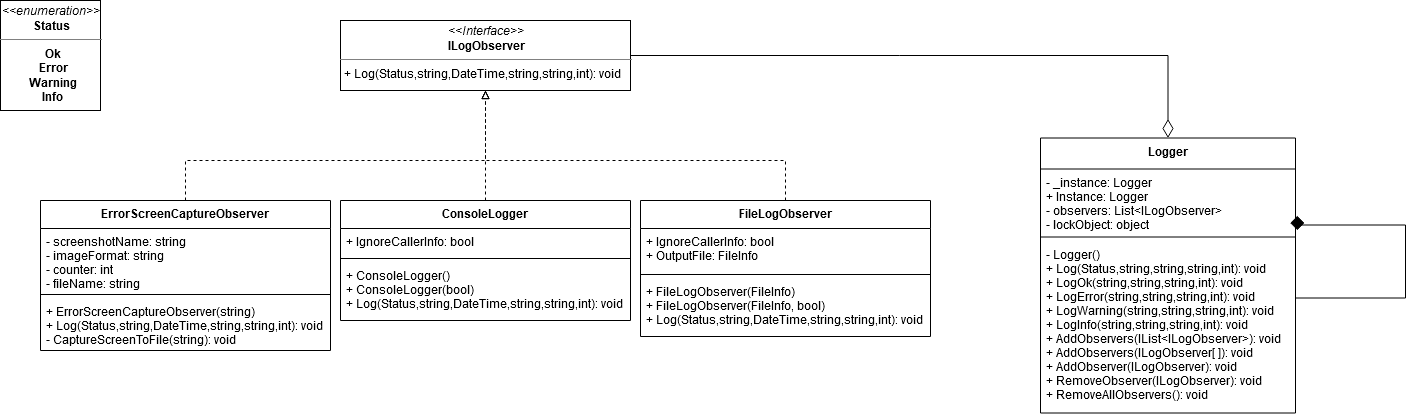 <<enumeration>>
Status
Ok
Error
Warning
Info
<<Interface>>
ILogObserver
+ Log(Status,string,DateTime,string,string,int): void
ErrorScreenCaptureObserver
- screenshotName: string
- imageFormat: string
- counter: int
- fileName: string
+ ErrorScreenCaptureObserver(string)
+ Log(Status,string,DateTime,string,string,int): void
- CaptureScreenToFile(string): void
ConsoleLogger
+ IgnoreCallerInfo: bool
+ ConsoleLogger()
+ ConsoleLogger(bool)
+ Log(Status,string,DateTime,string,string,int): void
FileLogObserver
+ IgnoreCallerInfo: bool
+ OutputFile: FileInfo
+ FileLogObserver(FileInfo)
+ FileLogObserver(FileInfo, bool)
+ Log(Status,string,DateTime,string,string,int): void
Logger
- _instance: Logger
+ Instance: Logger
- observers: List<ILogObserver>
- lockObject: object
- Logger()
+ Log(Status,string,string,string,int): void
+ LogOk(string,string,string,int): void
+ LogError(string,string,string,int): void
+ LogWarning(string,string,string,int): void
+ LogInfo(string,string,string,int): void
+ AddObservers(IList<ILogObserver>): void
+ AddObservers(ILogObserver[ ]): void
+ AddObserver(ILogObserver): void
+ RemoveObserver(ILogObserver): void
+ RemoveAllObservers(): void